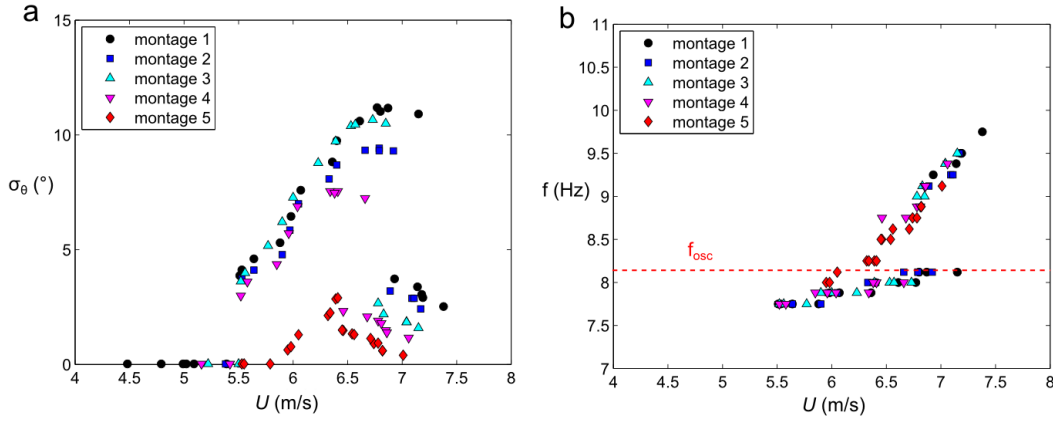 a
15
10
5
0
σθ (°)
montage 1
montage 2
montage 3
montage 4
montage 5
4 4.5 5 5.5 6 6.5 7 7.5 8
U (m/s)
b
11
10.5
10
9.5
9
8.5
8
7.5
7
f (Hz)
montage 1
montage 2
montage 3
montage 4
montage 5
fosc
4 4.5 5 5.5 6 6.5 7 7.5 8
U (m/s)